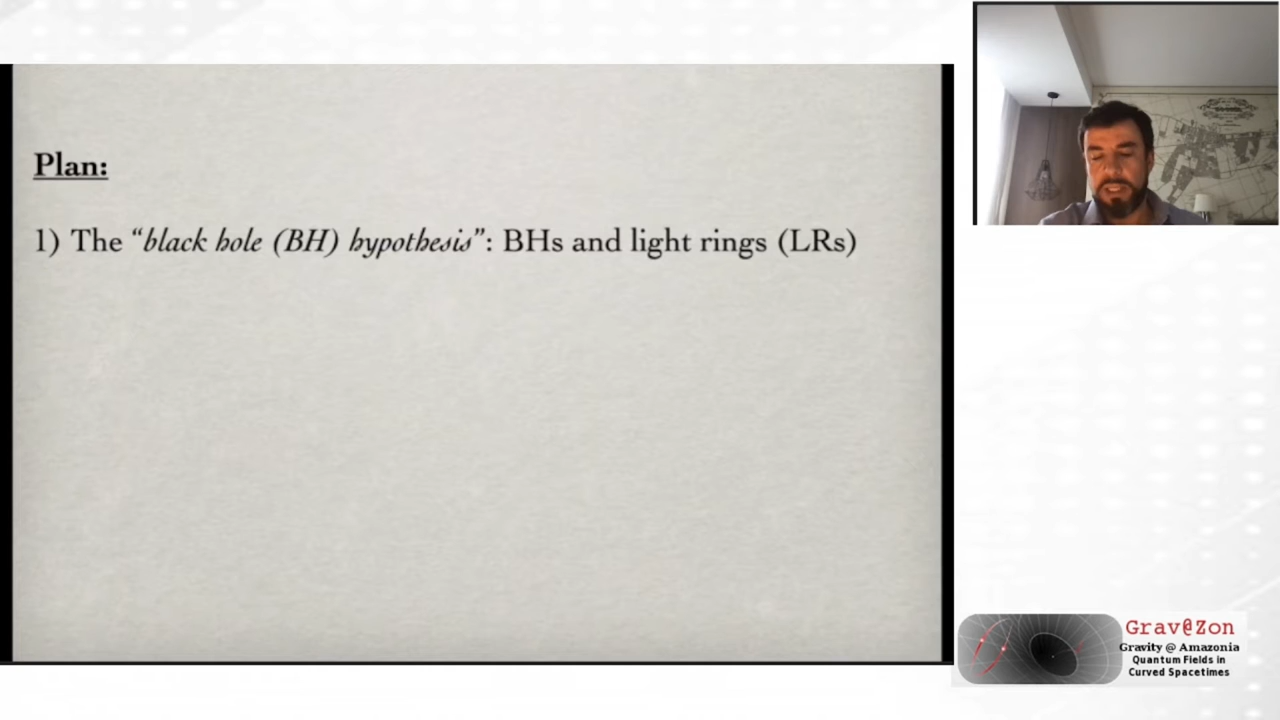 Plan:
1) The “black hole (BH) hypothesis”: BHs and light rings (LRs)
Grav@Zon
Gravity @ Amazonia
Quantum Fields in
Curved Spacetimes